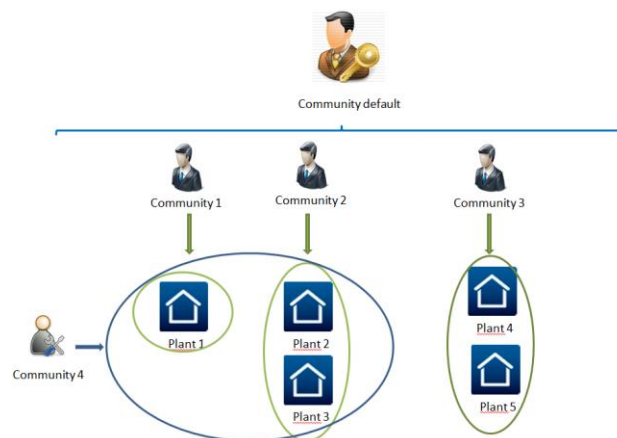 Community default
Community 1
Community 2
Community 3
Plant 1
Plant 2
Plant 4
Community 4
Plant 3
Plant 5